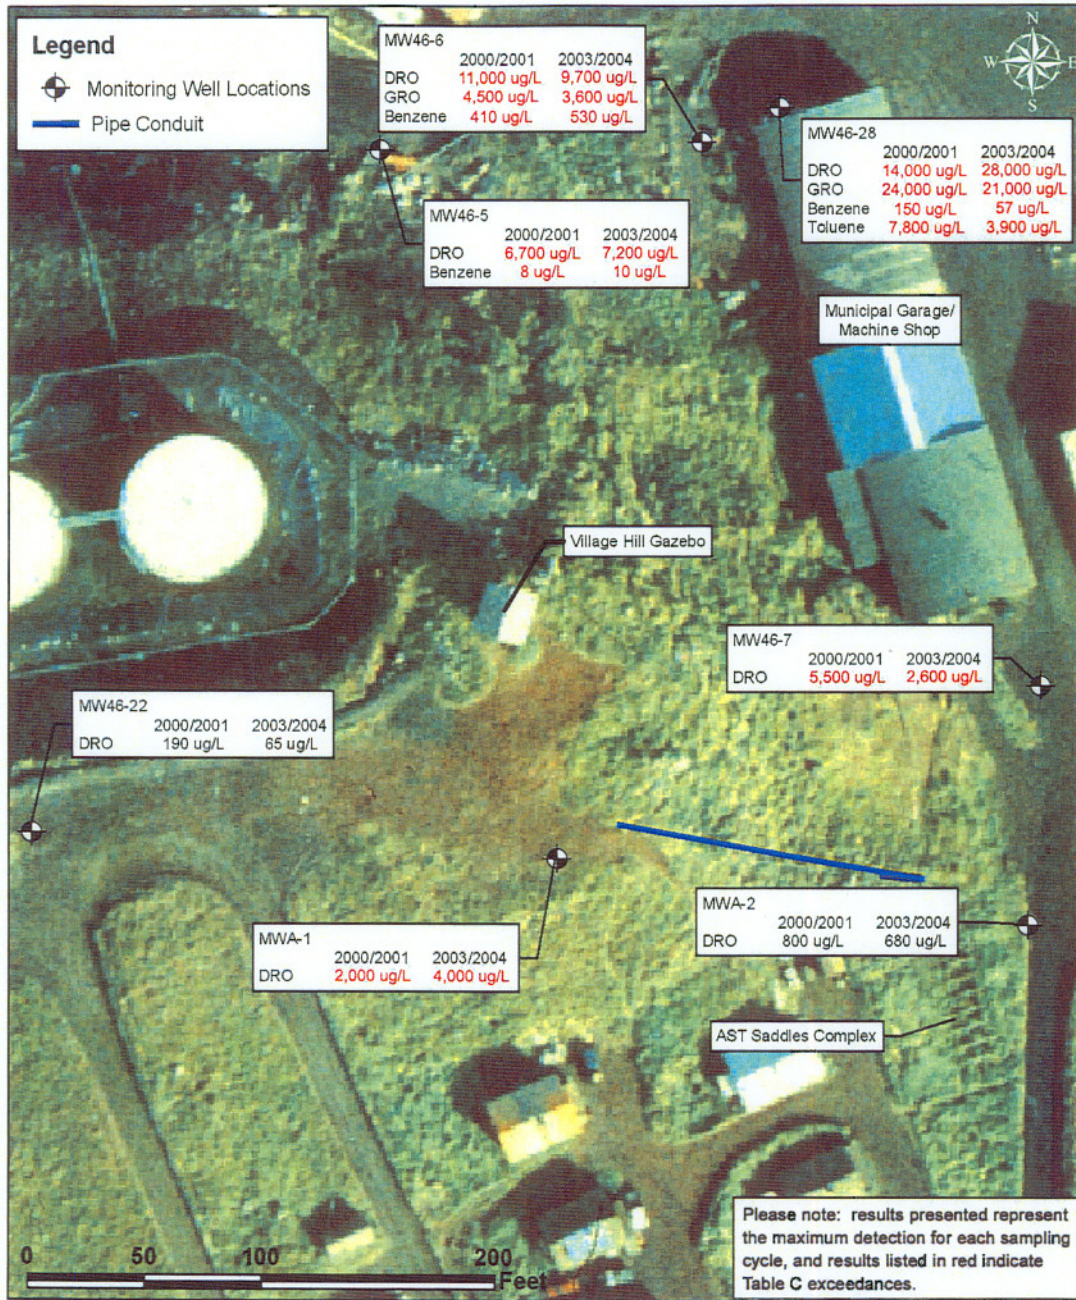 Legend
Monitoring Well Locations
Pipe Conduit
MW46-6
2000/2001 2003/2004
DRO 11,000 ug/L 9,700 ug/L
GRO 4,500 ug/L 3,600 ug/L
Benzene 410 ug/L 530 ug/L
N
W E
S
MW46-28
2000/2001 2003/2004
DRO 14,000 ug/L 28,000 ug/L
GRO 24,000 ug/L 21,000 ug/L
Benzene 150 ug/L 57 ug/L
Toluene 7,800 ug/L 3,900 ug/L
MW46-5
2000/2001 2003/2004
DRO 6,700 ug/L 7,200 ug/L
Benzene 8 ug/L 10 ug/L
Municipal Garage/
Machine Shop
Village Hill Gazebo
MW46-7
2000/2001 2003/2004
DRO 5,500 ug/L 2,600 ug/L
MW46-22
2000/2001 2003/2004
DRO 190 ug/L 65 ug/L
MWA-2
2000/2001 2003/2004
DRO 800 ug/L 680 ug/L
MWA-1
2000/2001 2003/2004
DRO 2,000 ug/L 4,000 ug/L
AST Saddles Complex
Please note: results presented represent
the maximum detection for each sampling
cycle, and results listed in red indicate
Table C exceedances.
0 50 100 200
Feet